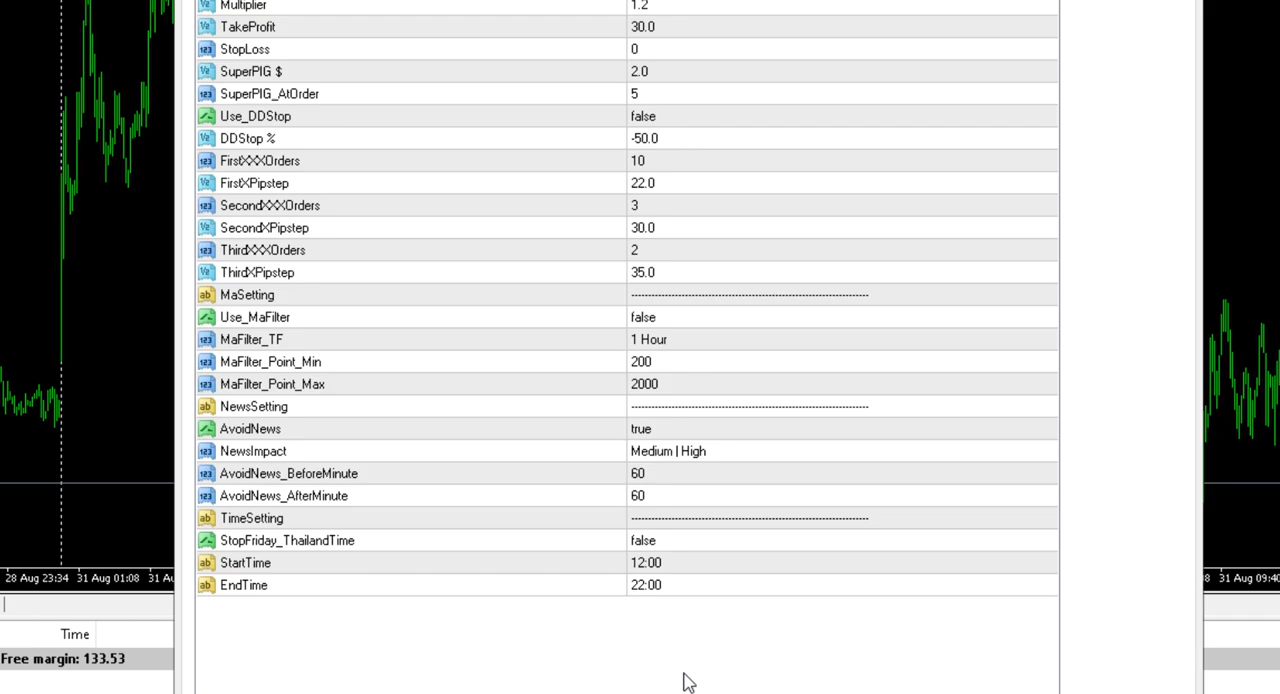 Multiplier 1.2
TakeProfit 30.0
StopLoss 0
SuperPIG $ 2.0
SuperPIG_AtOrder 5
Use_DDStop false
DDStop % -50.0
FirstXXXOrders 10
FirstXPipstep 22.0
SecondXXXOrders 3
SecondXPipstep 30.0
ThirdXXXOrders 2
ThirdXPipstep 35.0
MaSetting --------------------------------------------------------------------------------
Use_MaFilter false
MaFilter_TF 1 Hour
MaFilter_Point_Min 200
MaFilter_Point_Max 2000
NewsSetting --------------------------------------------------------------------------------
AvoidNews true
NewsImpact Medium | High
AvoidNews_BeforeMinute 60
AvoidNews_AfterMinute 60
TimeSetting --------------------------------------------------------------------------------
StopFriday_ThailandTime false
StartTime 12:00
EndTime 22:00
28 Aug 23:34 31 Aug 01:08 31 Au
8 31 Aug 09:40
Time
Free margin: 133.53